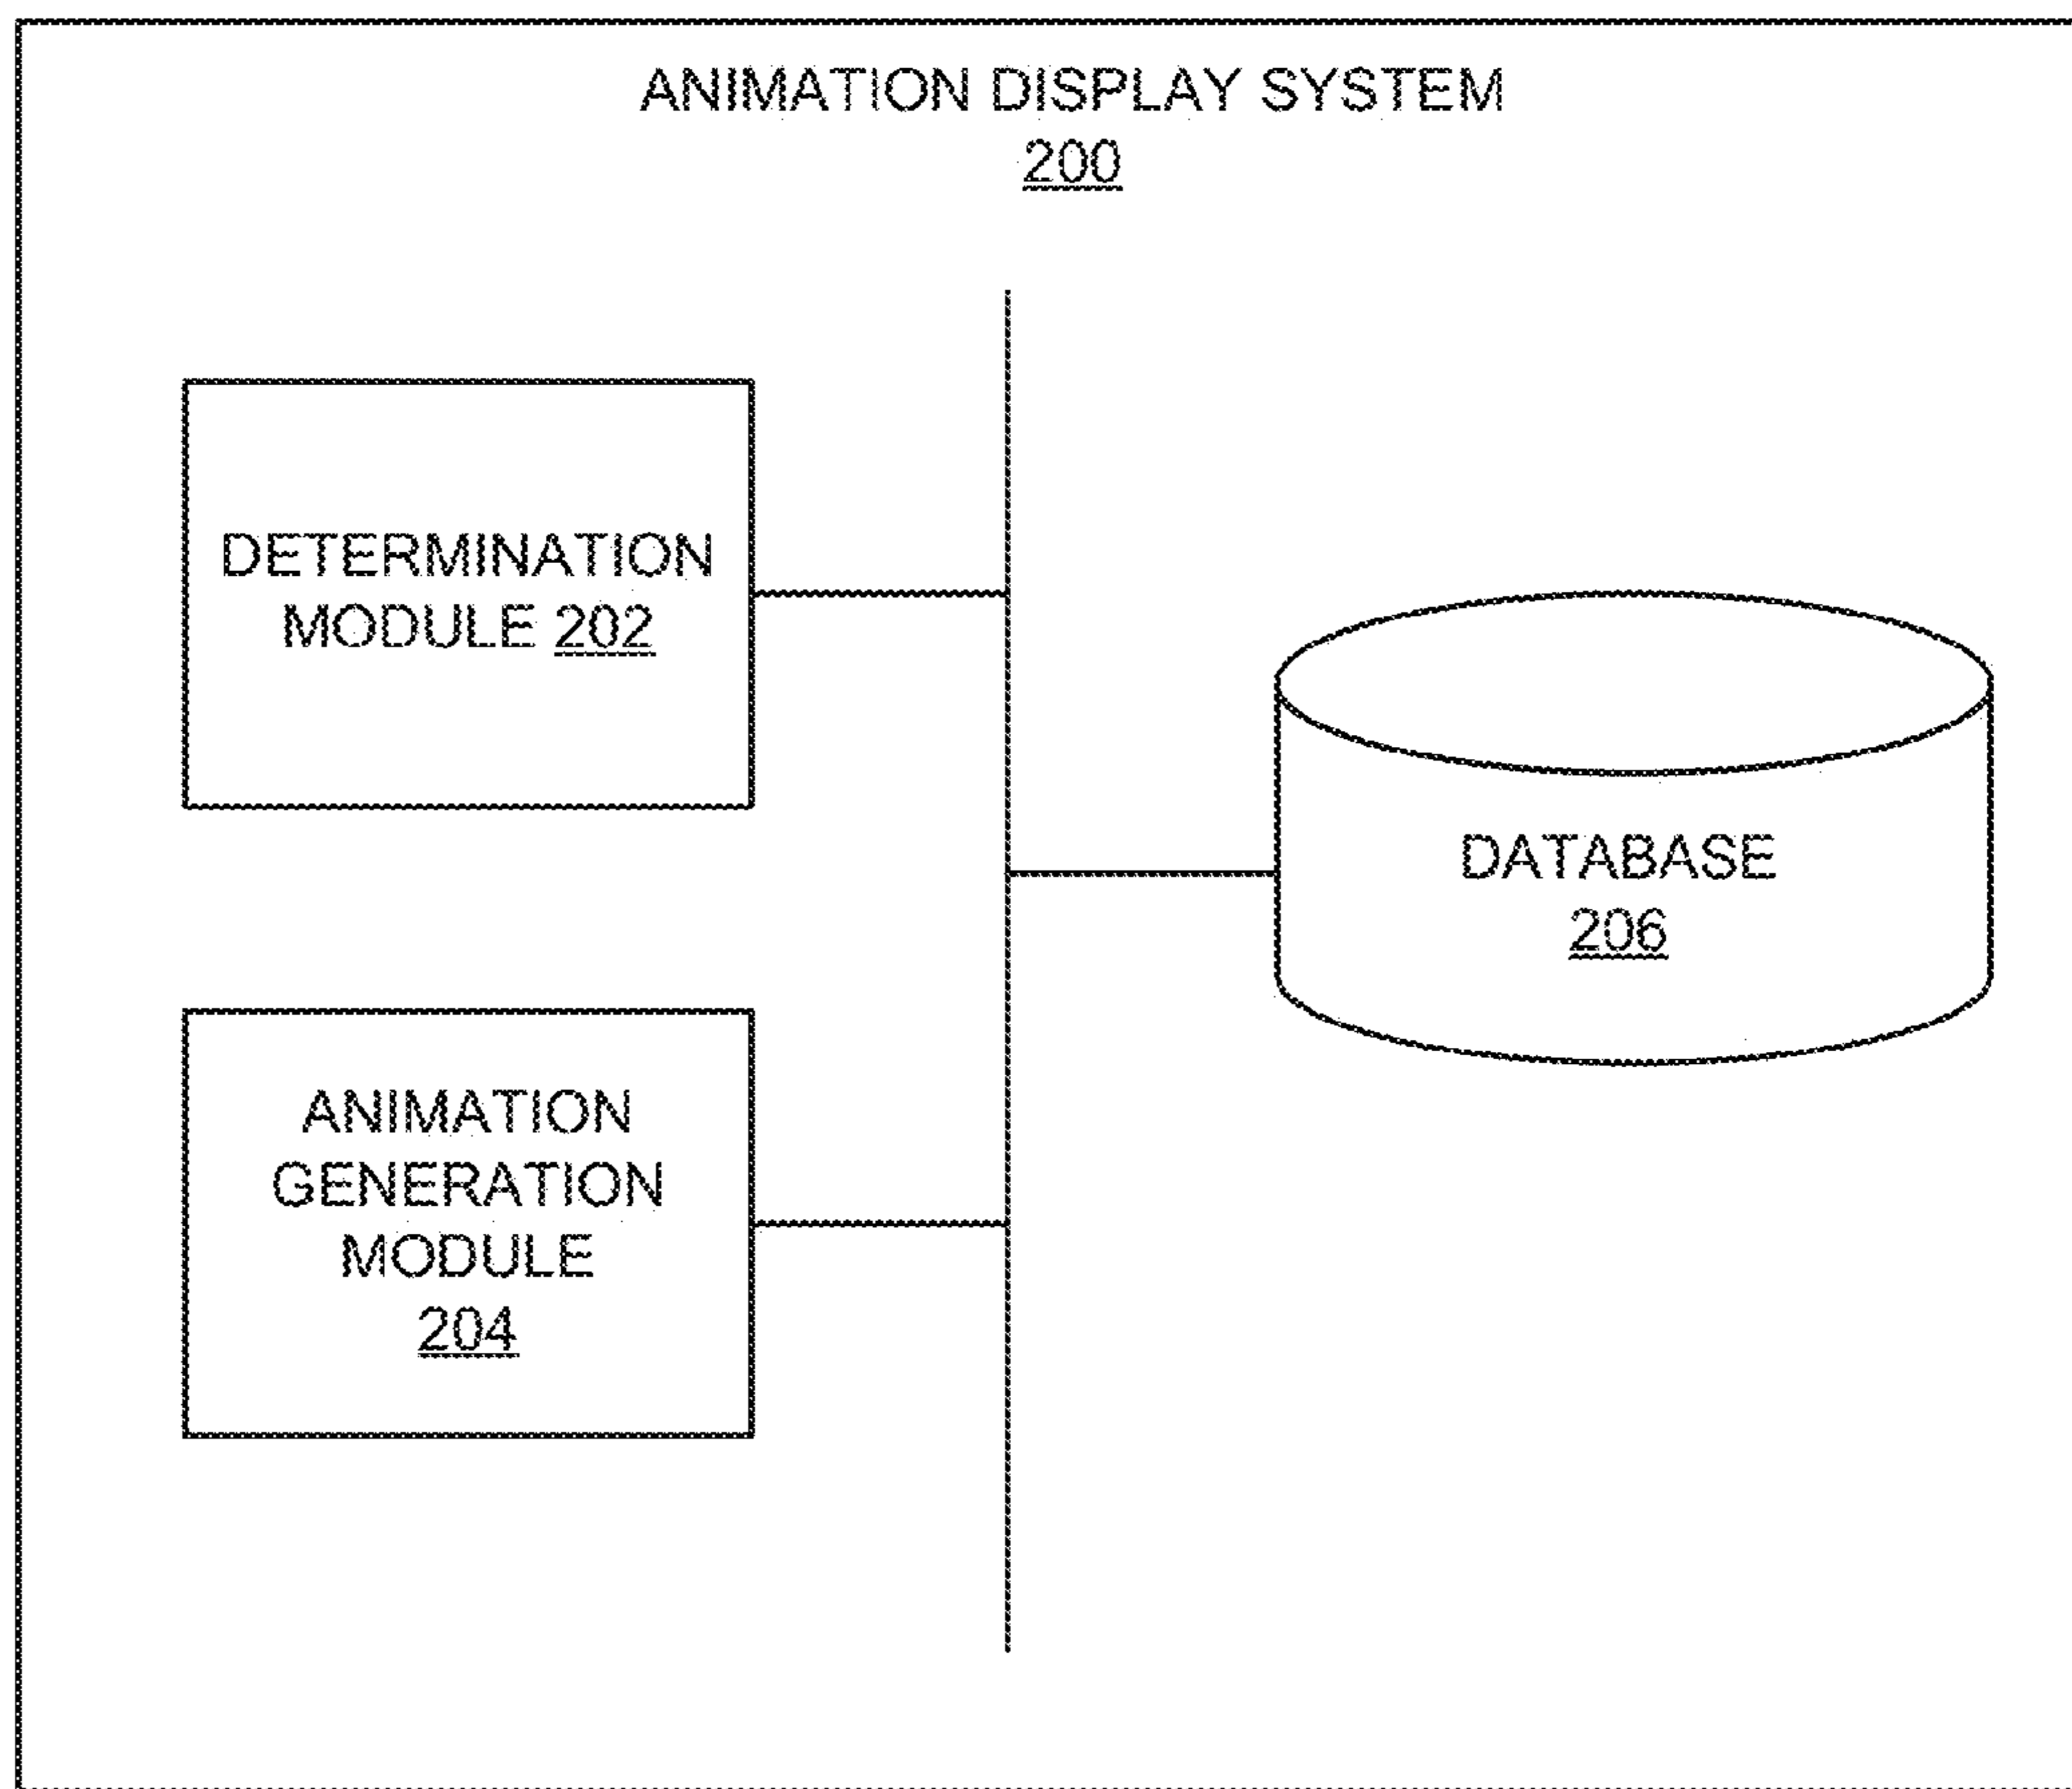 ANIMATION DISPLAY SYSTEM
200
DETERMINATION
MODULE 202
DATABASE
206
ANIMATION
GENERATION
MODULE
204